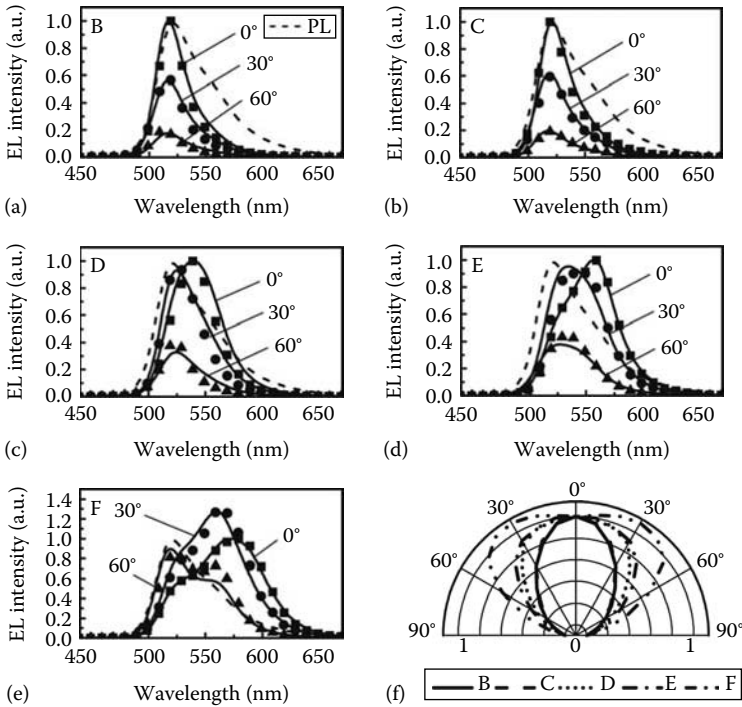 EL intensity (a.u.)
1.0
0.8
0.6
0.4
0.2
0.0
B
PL
0°
30°
60°
450 500 550 600 650
(a) Wavelength (nm)
EL intensity (a.u.)
1.0
0.8
0.6
0.4
0.2
0.0
C
0°
30°
60°
450 500 550 600 650
(b) Wavelength (nm)
EL intensity (a.u.)
1.0
0.8
0.6
0.4
0.2
0.0
D
0°
30°
60°
450 500 550 600 650
(c) Wavelength (nm)
EL intensity (a.u.)
1.0
0.8
0.6
0.4
0.2
0.0
E
0°
30°
60°
450 500 550 600 650
(d) Wavelength (nm)
EL intensity (a.u.)
1.4
1.2
1.0
0.8
0.6
0.4
0.2
0.0
F
30°
0°
60°
450 500 550 600 650
(e) Wavelength (nm)
0°
30° 30°
60° 60°
90° 90°
1 0 1
(f) B C D E F